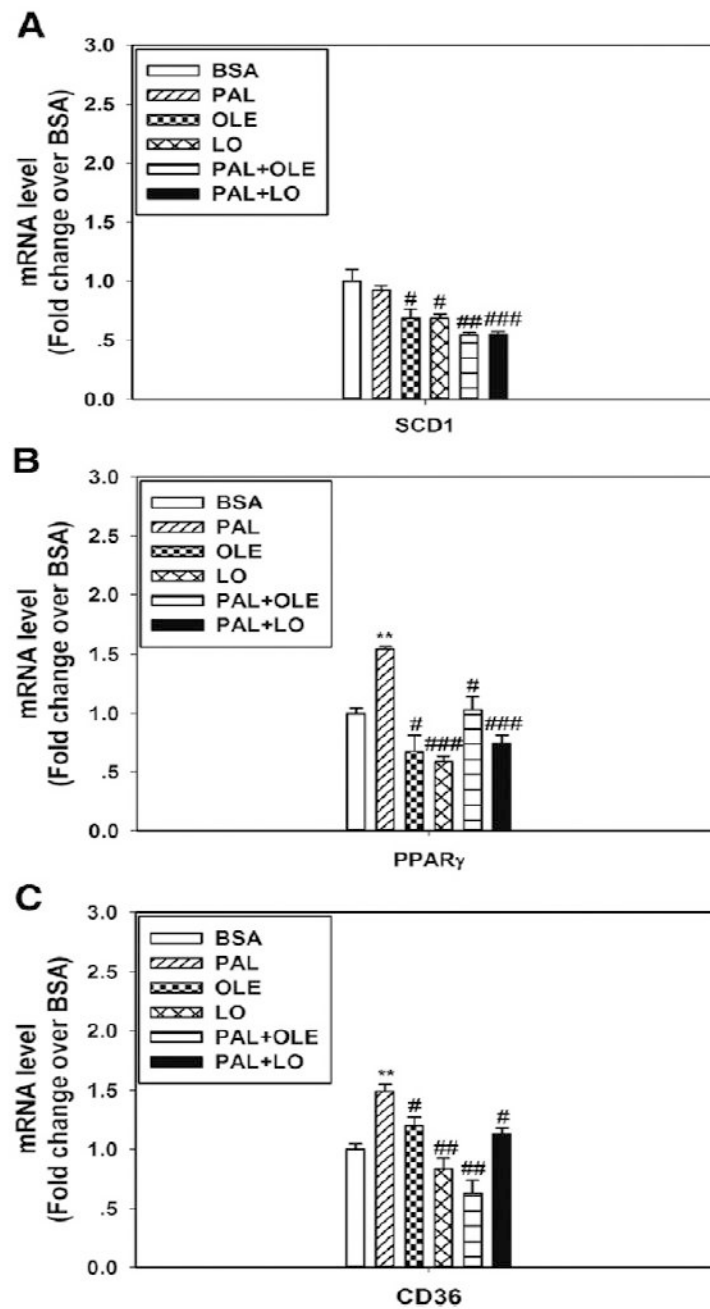 A
mRNA level
(Fold change over BSA)
3.0
2.5
2.0
1.5
1.0
.5
0.0
BSA
PAL
OLE
LO
PAL+OLE
PAL+LO
# # ## ###
SCD1
B
mRNA level
(Fold change over BSA)
3.0
2.5
2.0
1.5
1.0
.5
0.0
BSA
PAL
OLE
LO
PAL+OLE
PAL+LO
** # ### # ###
PPARγ
C
mRNA level
(Fold change over BSA)
3.0
2.5
2.0
1.5
1.0
.5
0.0
BSA
PAL
OLE
LO
PAL+OLE
PAL+LO
** # ## ## #
CD36